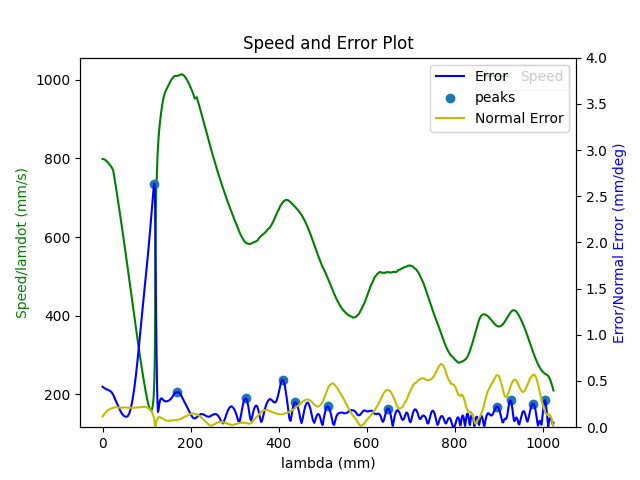 Speed and Error Plot
Speed
Error
peaks
Normal Error
Speed/lamdot (mm/s)
1000
800
600
400
200
4.0
3.5
3.0
2.5
2.0
1.5
1.0
0.5
0.0
Error/Normal Error (mm/deg)
0 200 400 600 800 1000
lambda (mm)